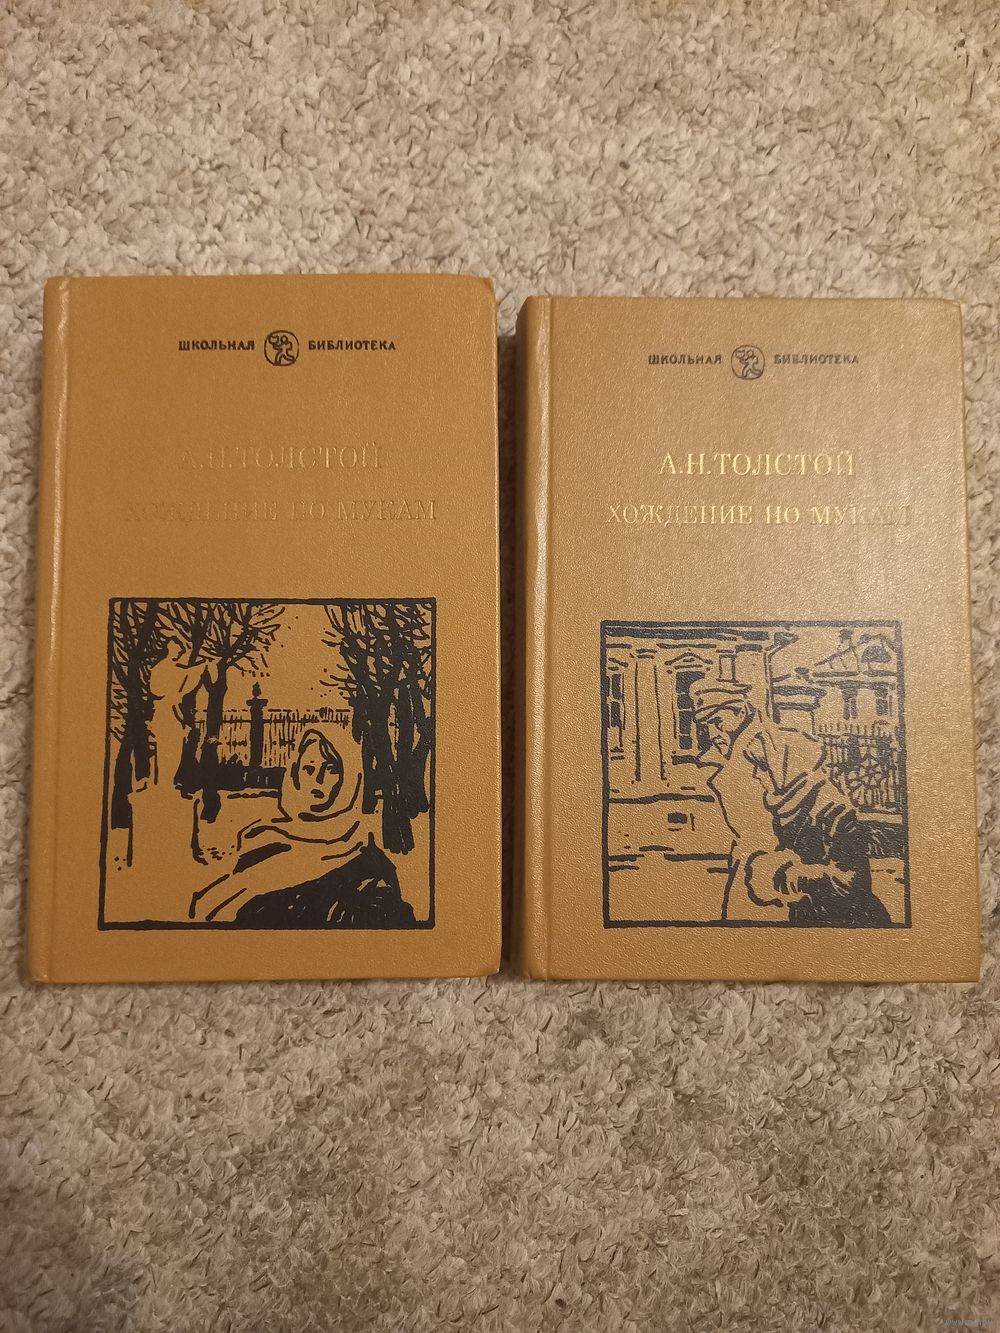 ШКОЛЬНАЯ БИБЛИОТЕКА
А.Н.ТОЛСТОЙ
ХОЖДЕНИЕ ПО МУКАМ
ШКОЛЬНАЯ БИБЛИОТЕКА
А.Н.ТОЛСТОЙ
ХОЖДЕНИЕ ПО МУКАМ